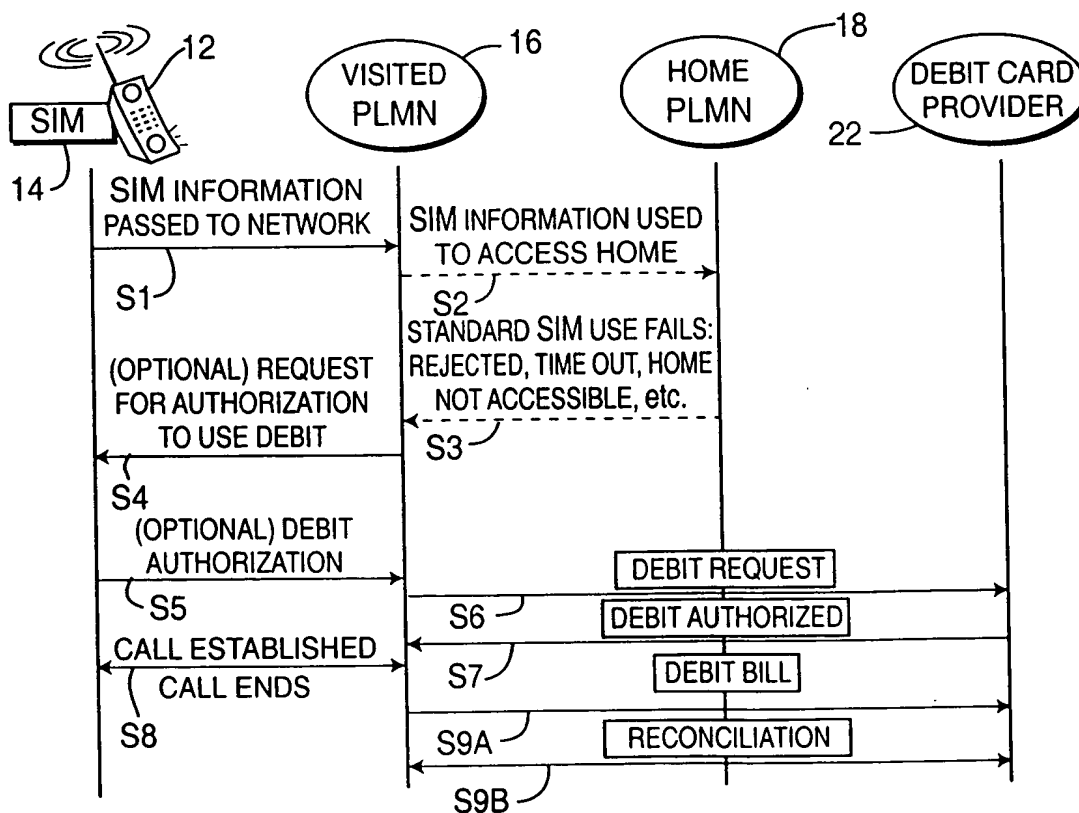 12
16
18
SIM
VISITED
PLMN
HOME
PLMN
DEBIT CARD
PROVIDER
22
14
SIM INFORMATION
PASSED TO NETWORK
S1
SIM INFORMATION USED
TO ACCESS HOME
S2
STANDARD SIM USE FAILS:
REJECTED, TIME OUT, HOME
NOT ACCESSIBLE, etc.
S3
(OPTIONAL) REQUEST
FOR AUTHORIZATION
TO USE DEBIT
S4
(OPTIONAL) DEBIT
AUTHORIZATION
S5
DEBIT REQUEST
S6
DEBIT AUTHORIZED
S7
CALL ESTABLISHED
CALL ENDS
S8
DEBIT BILL
S9A
RECONCILIATION
S9B